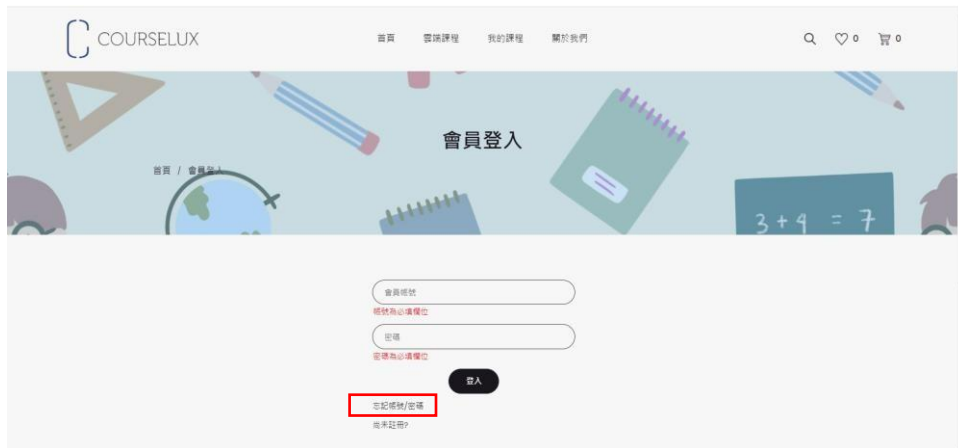 COURSELUX
首頁 雲端課程 我的課程 關於我們
0 0
會員登入
首頁 / 會員登入
3 + 4 = 7
會員帳號
帳號為必填欄位
密碼
密碼為必填欄位
登入
忘記帳號/密碼
尚未註冊?